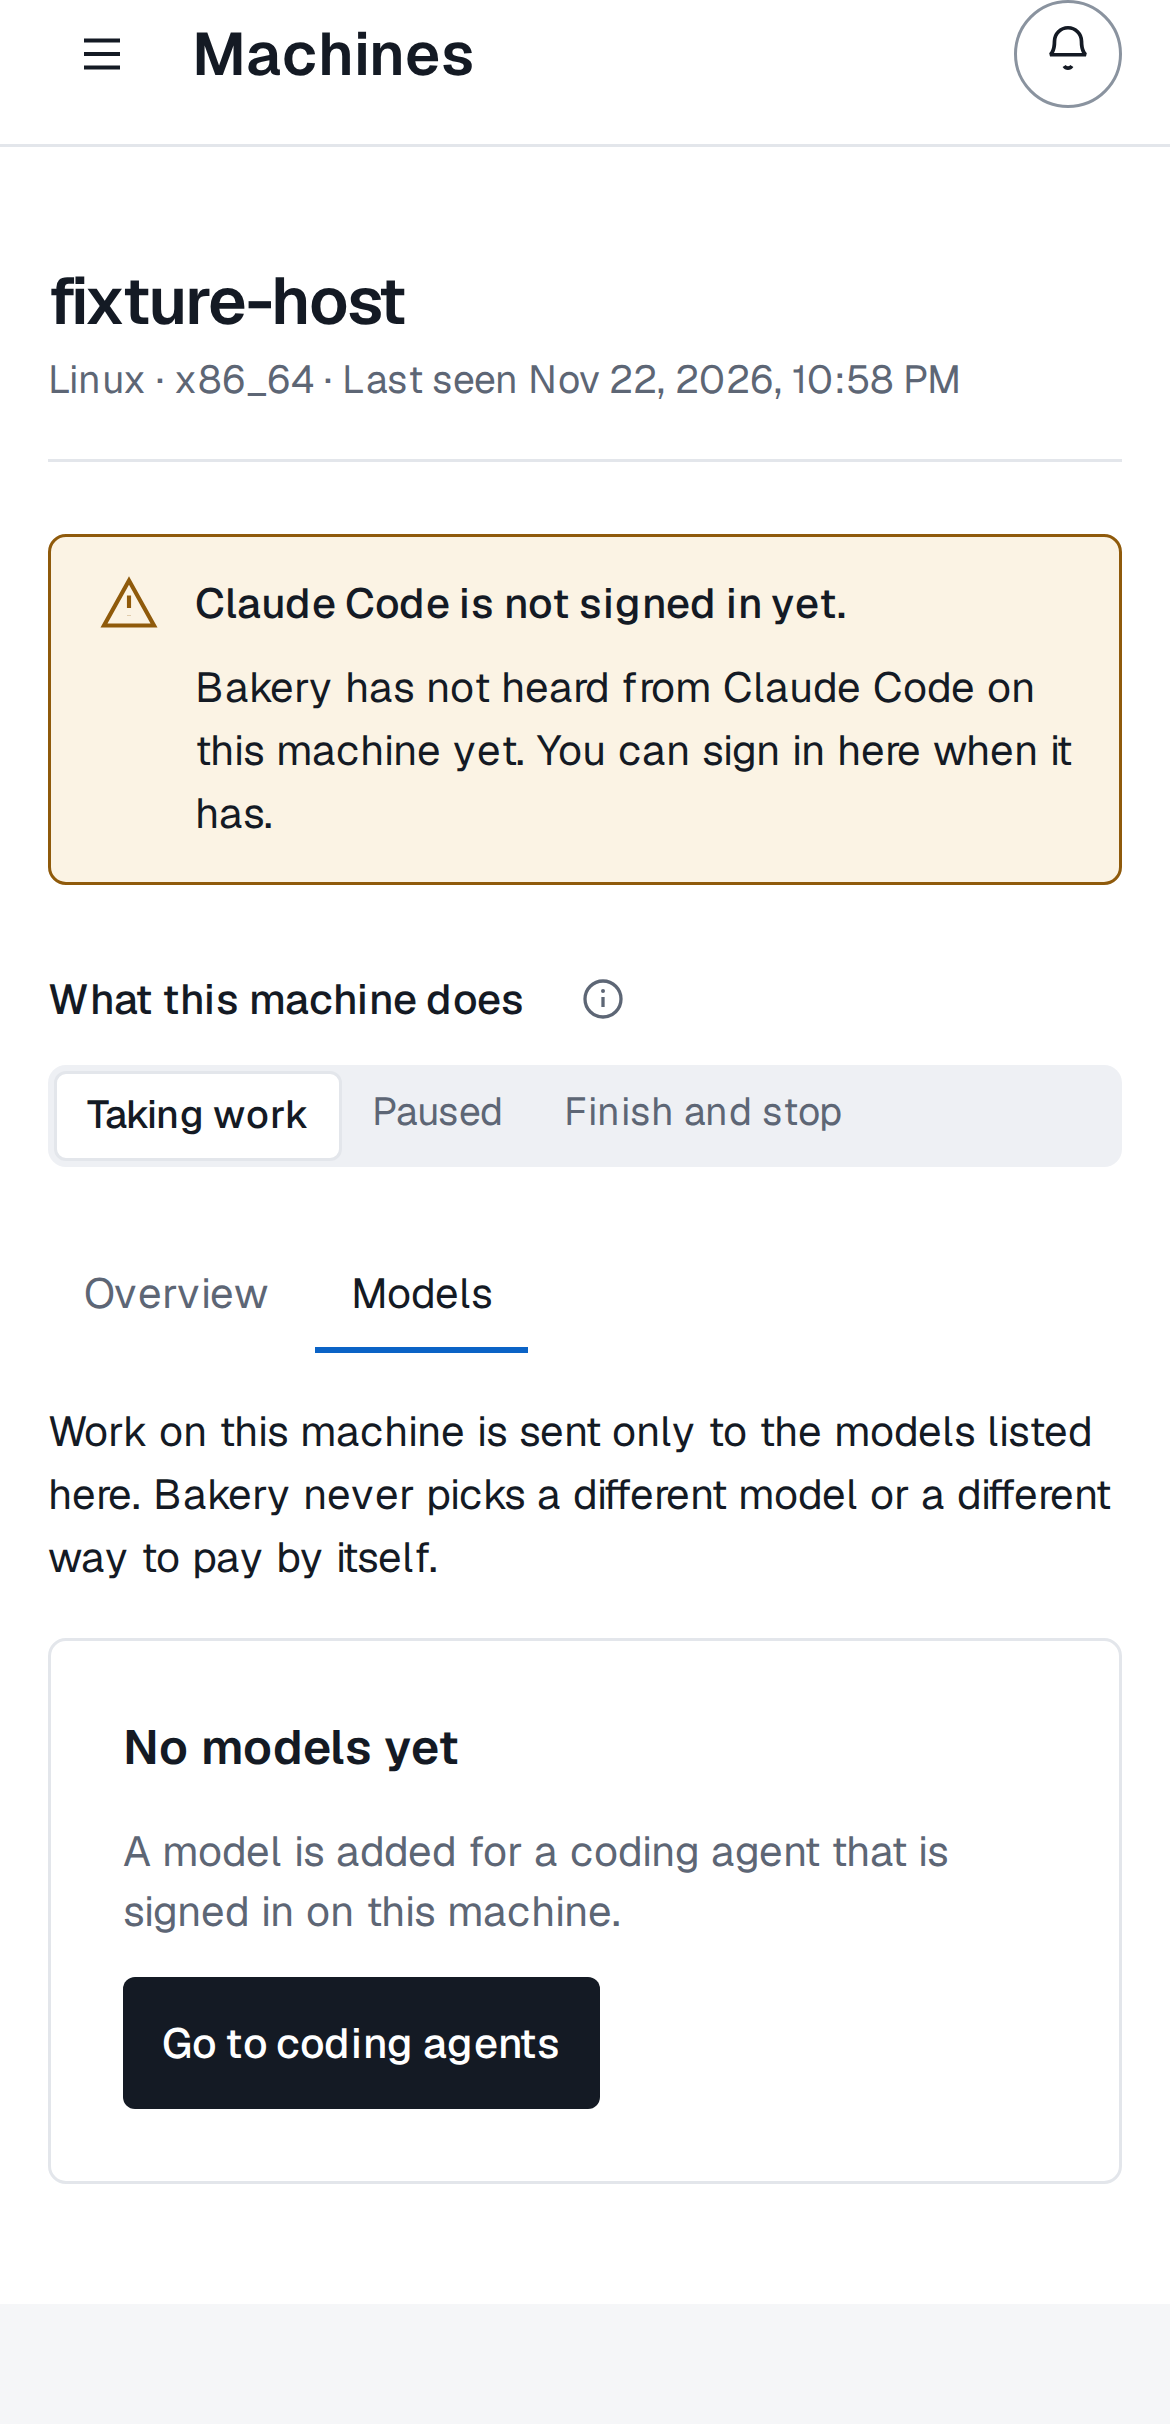 Machines
fixture-host
Linux · x86_64 · Last seen Nov 22, 2026, 10:58 PM
Claude Code is not signed in yet.
Bakery has not heard from Claude Code on
this machine yet. You can sign in here when it
has.
What this machine does
Taking work Paused Finish and stop
Overview Models
Work on this machine is sent only to the models listed
here. Bakery never picks a different model or a different
way to pay by itself.
No models yet
A model is added for a coding agent that is
signed in on this machine.
Go to coding agents